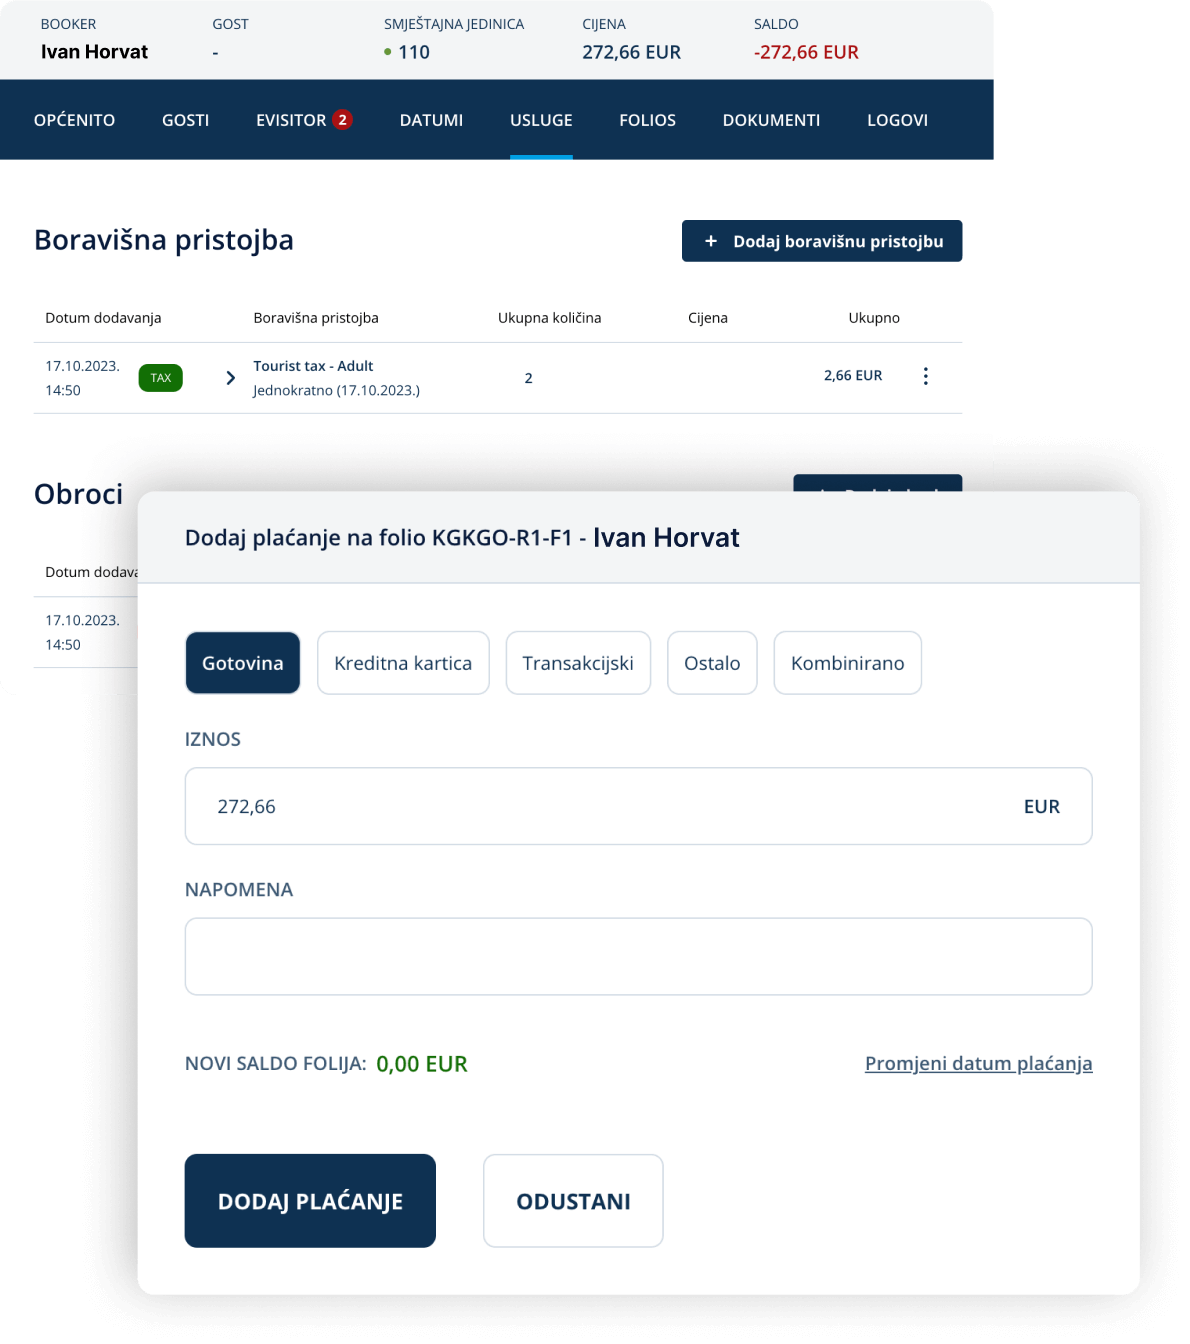 BOOKER GOST SMJEŠTAJNA JEDINICA CIJENA SALDO
Ivan Horvat - 110 272,66 EUR -272,66 EUR
OPĆENITO GOSTI EVISITOR 2 DATUMI USLUGE FOLIOS DOKUMENTI LOGOVI
Boravišna pristojba + Dodaj boravišnu pristojbu
Dotum dodavanja Boravišna pristojba Ukupna količina Cijena Ukupno
17.10.2023. TAX Tourist tax - Adult 2 2,66 EUR
14:50 Jednokratno (17.10.2023.)
Obroci
Dotum
17.10.2023.
14:50
Dodaj plaćanje na folio KGKGO-R1-F1 - Ivan Horvat
Gotovina Kreditna kartica Transakcijski Ostalo Kombinirano
IZNOS
272,66 EUR
NAPOMENA
NOVI SALDO FOLIJA: 0,00 EUR Promjeni datum plaćanja
DODAJ PLAĆANJE ODUSTANI